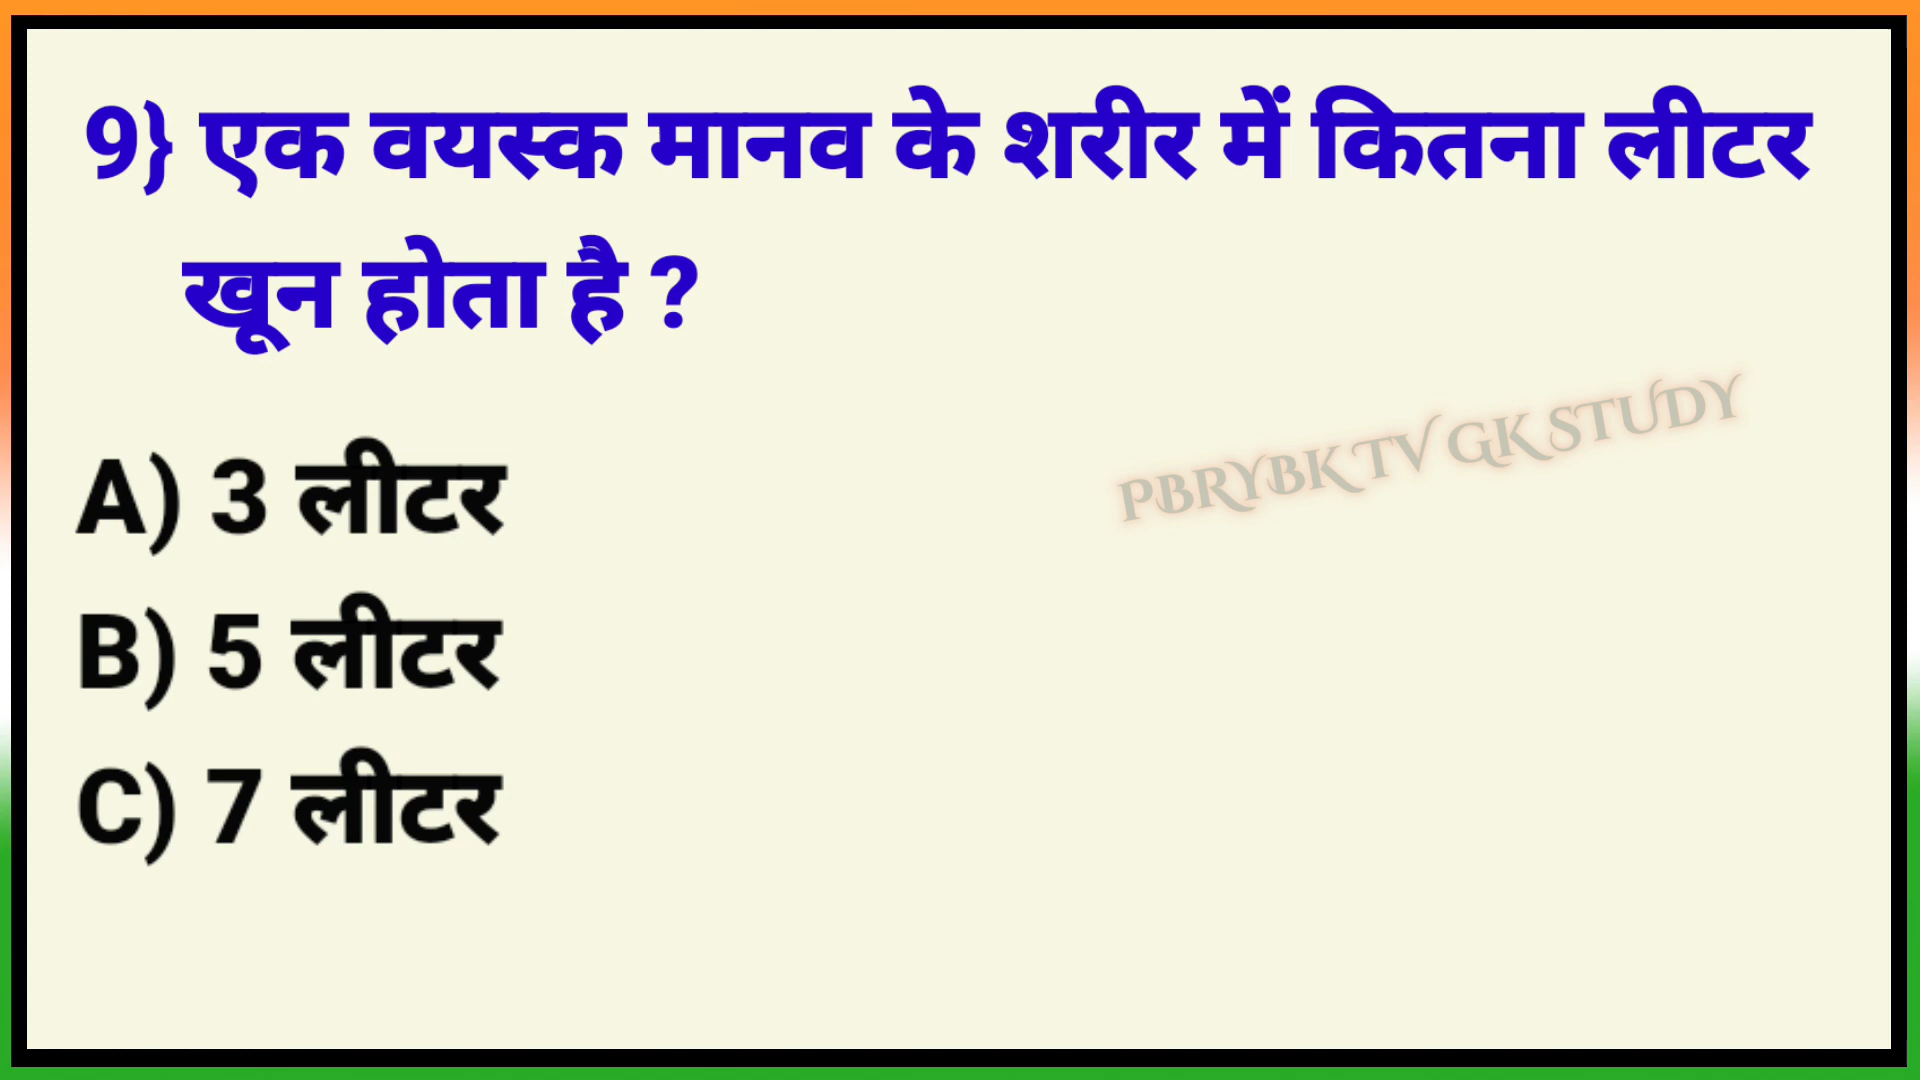 9} एक वयस्क मानव के शरीर में कितना लीटर
खून होता है ?
PBRYBK TV GK STUDY
A) 3 लीटर
B) 5 लीटर
C) 7 लीटर